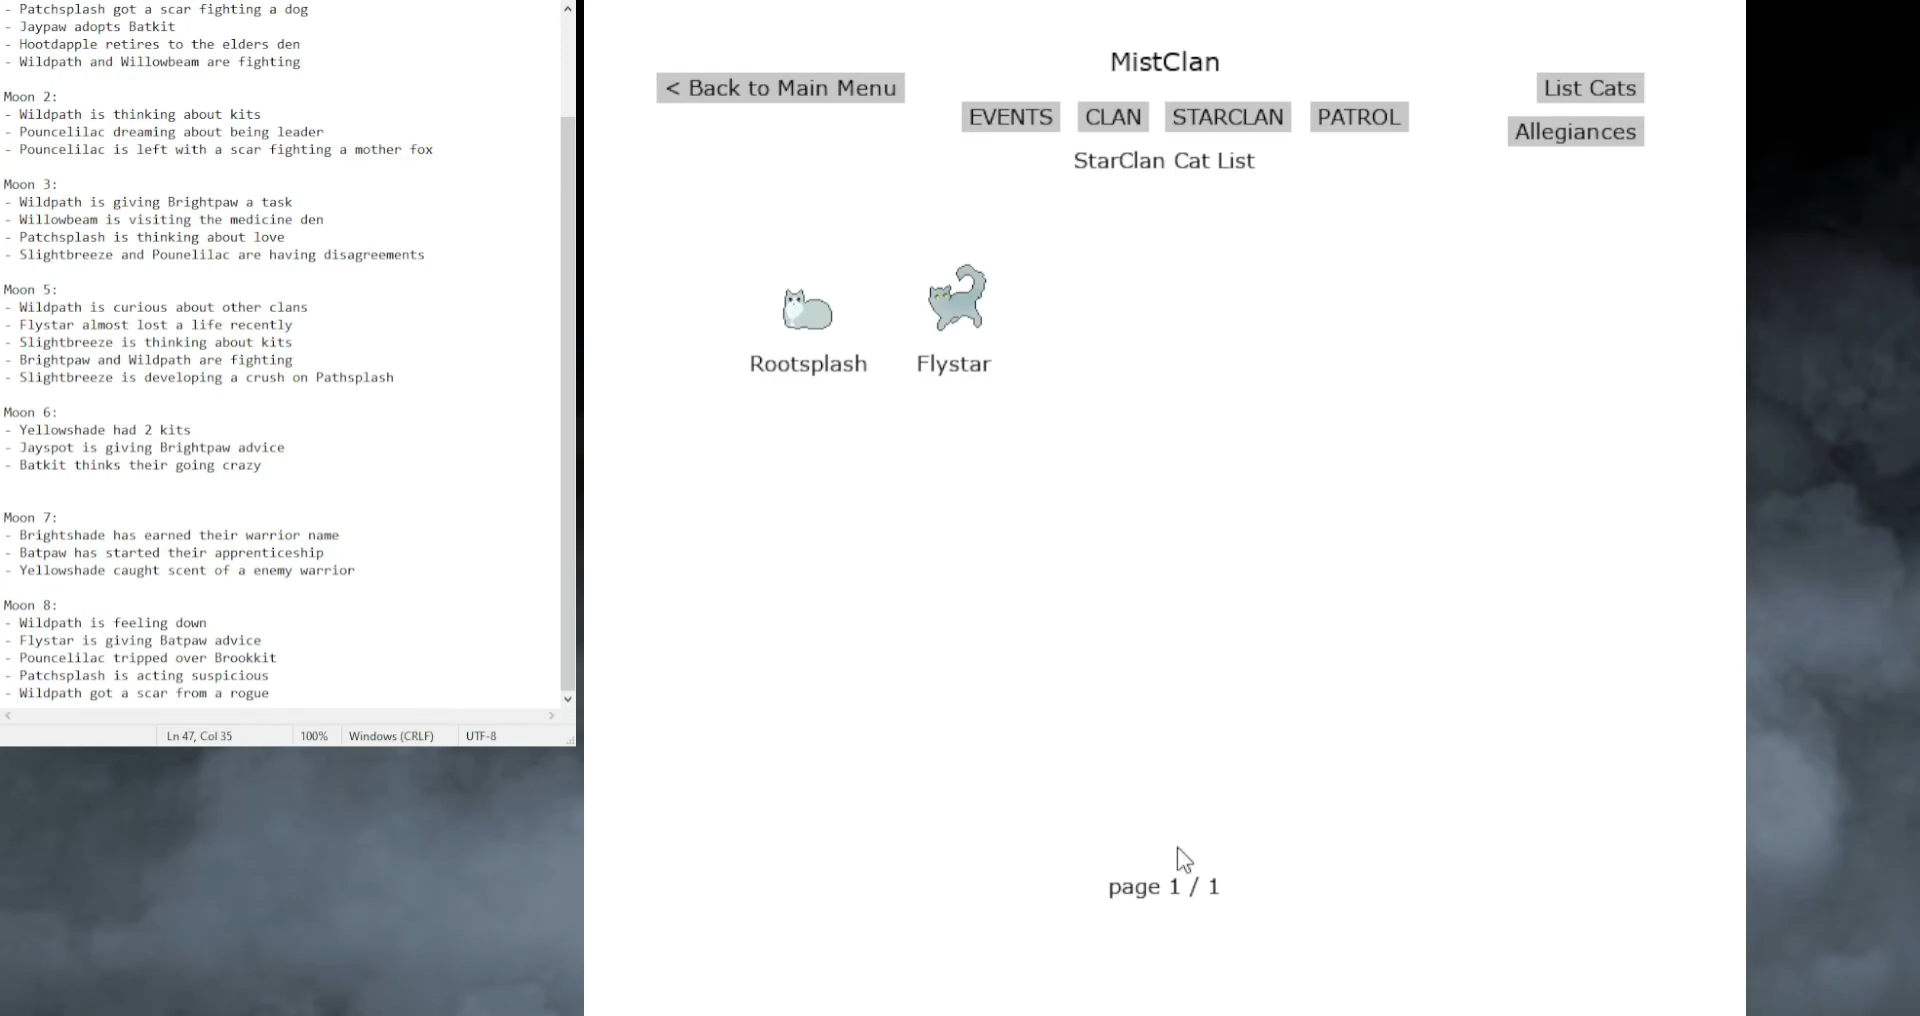 - Patchsplash got a scar fighting a dog
- Jaypaw adopts Batkit
- Hootdapple retires to the elders den
- Wildpath and Willowbeam are fighting
Moon 2:
- Wildpath is thinking about kits
- Pouncelilac dreaming about being leader
- Pouncelilac is left with a scar fighting a mother fox
Moon 3:
- Wildpath is giving Brightpaw a task
- Willowbeam is visiting the medicine den
- Patchsplash is thinking about love
- Slightbreeze and Pounelilac are having disagreements
Moon 5:
- Wildpath is curious about other clans
- Flystar almost lost a life recently
- Slightbreeze is thinking about kits
- Brightpaw and Wildpath are fighting
- Slightbreeze is developing a crush on Pathsplash
Moon 6:
- Yellowshade had 2 kits
- Jayspot is giving Brightpaw advice
- Batkit thinks their going crazy
Moon 7:
- Brightshade has earned their warrior name
- Batpaw has started their apprenticeship
- Yellowshade caught scent of a enemy warrior
Moon 8:
- Wildpath is feeling down
- Flystar is giving Batpaw advice
- Pouncelilac tripped over Brookkit
- Patchsplash is acting suspicious
- Wildpath got a scar from a rogue
Ln 47, Col 35 100% Windows (CRLF) UTF-8
MistClan
< Back to Main Menu
List Cats
EVENTS CLAN STARCLAN PATROL
Allegiances
StarClan Cat List
Rootsplash Flystar
page 1 / 1